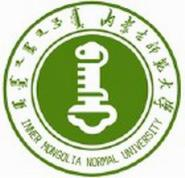 内蒙古师范大学
INNER MONGOLIA NORMAL UNIVERSITY